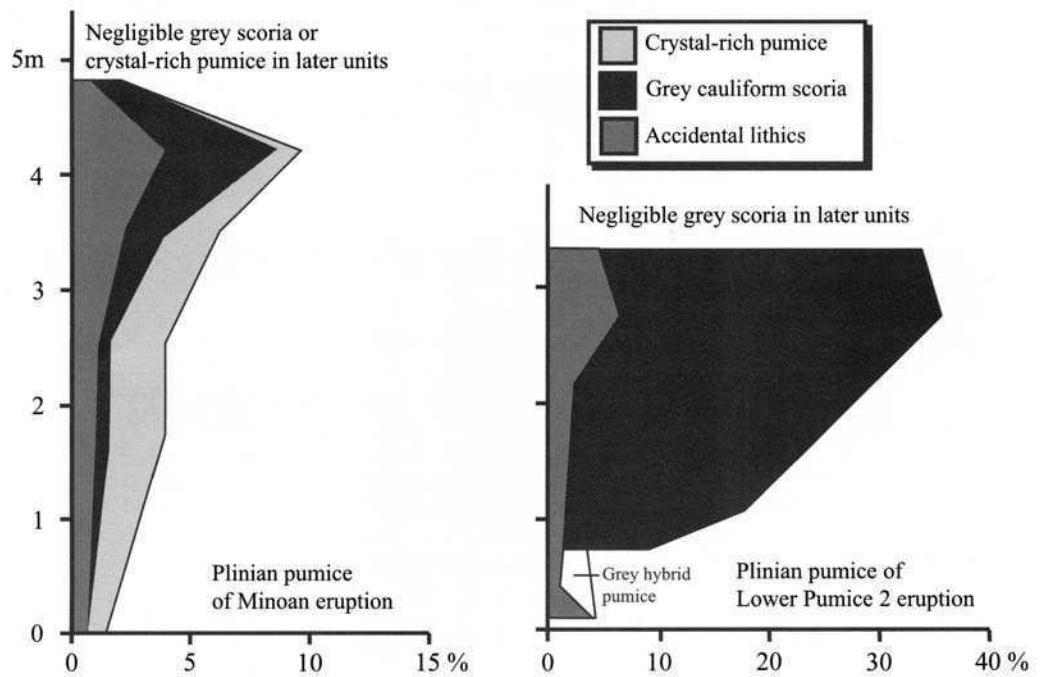 Negligible grey scoria or
crystal-rich pumice in later units
5m
4
3
2
1
0
0
5
10
15 %
Plinian pumice
of Minoan eruption
Crystal-rich pumice
Grey cauliform scoria
Accidental lithics
Negligible grey scoria in later units
Grey hybrid
pumice
Plinian pumice of
Lower Pumice 2 eruption
0
10
20
30
40 %